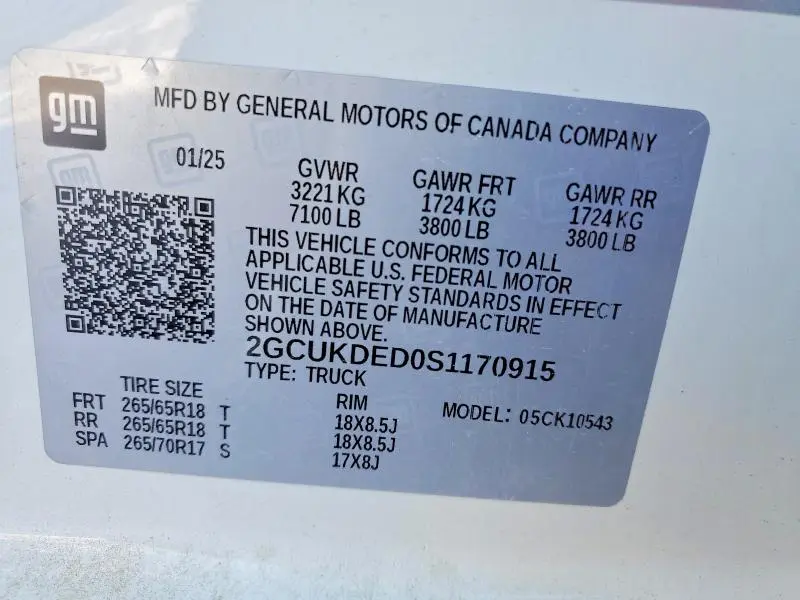 gm
MFD BY GENERAL MOTORS OF CANADA COMPANY
01/25
GVWR
3221 KG
7100 LB
GAWR FRT
1724 KG
3800 LB
GAWR RR
1724 KG
3800 LB
THIS VEHICLE CONFORMS TO ALL
APPLICABLE U.S. FEDERAL MOTOR
VEHICLE SAFETY STANDARDS IN EFFECT
ON THE DATE OF MANUFACTURE
SHOWN ABOVE.
2GCUKDED0S1170915
TYPE: TRUCK
MODEL: 05CK10543
TIRE SIZE RIM
FRT 265/65R18 T 18X8.5J
RR 265/65R18 T 18X8.5J
SPA 265/70R17 S 17X8J